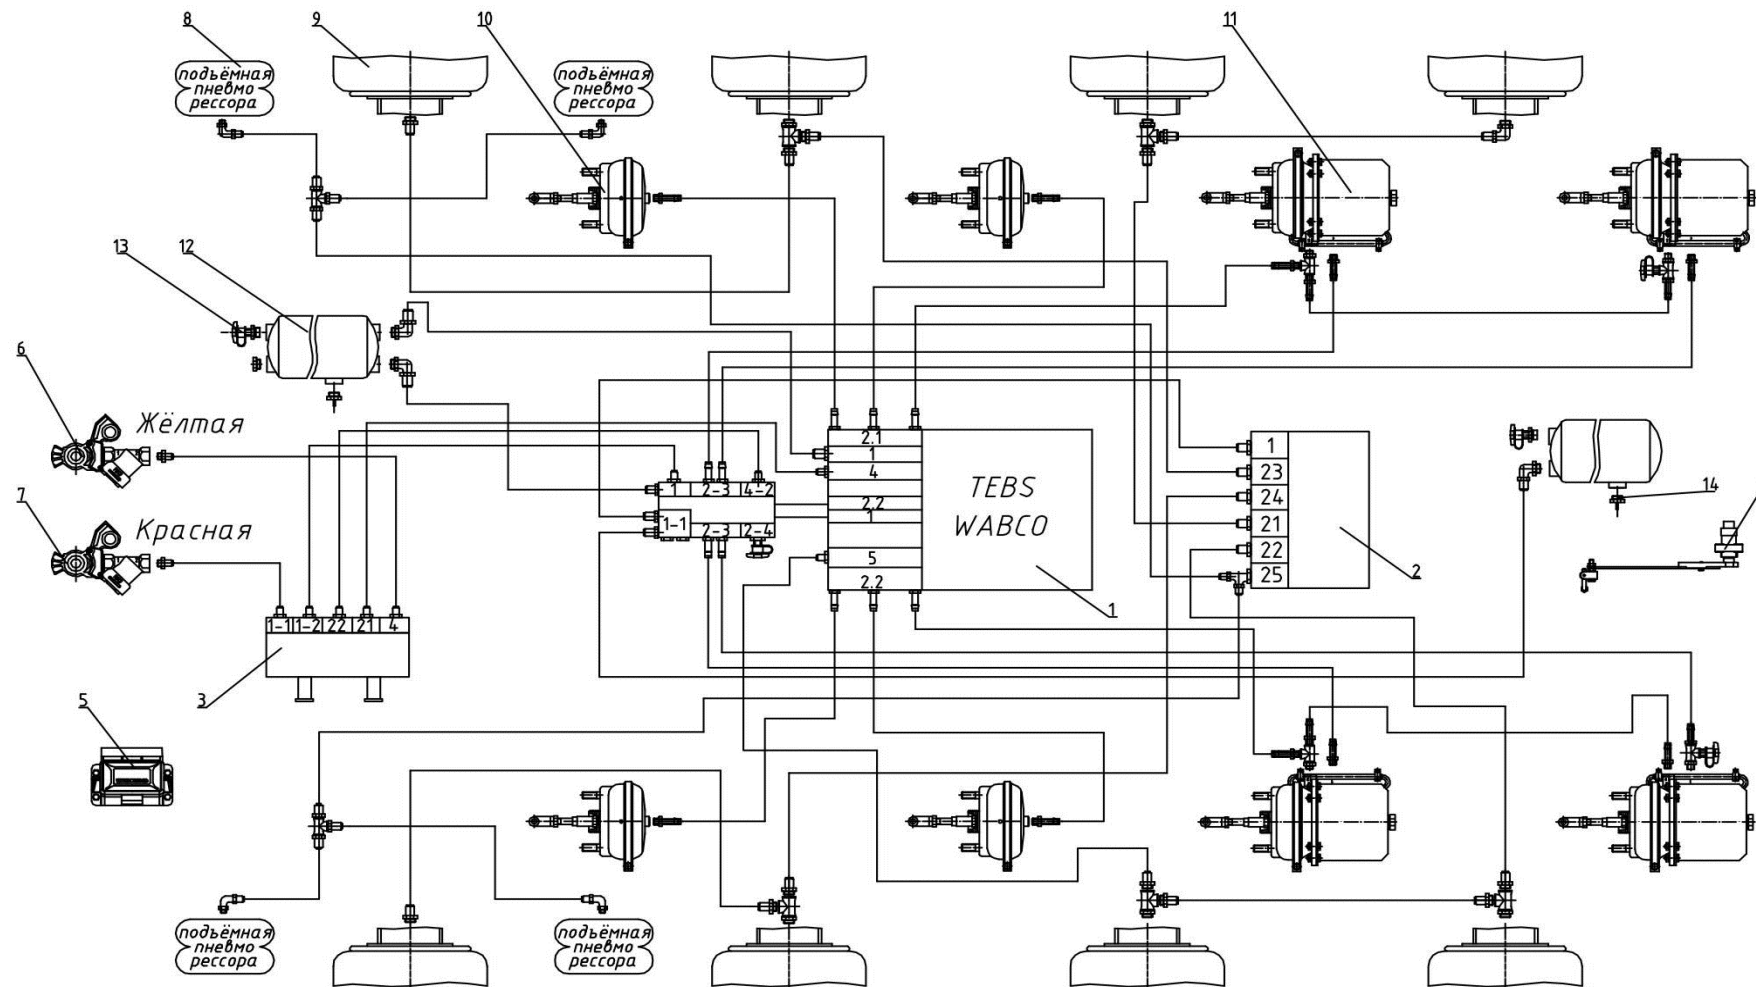 8
9
10
11
подъёмная
пневмо
рессора
подъёмная
пневмо
рессора
13
12
6
Жёлтая
7
Красная
1-1
1-2
22
21
4
3
5
1
2-3
4-2
1-1
2-3
2-4
2.1
1
4
2.2
1
5
2.2
TEBS
WABCO
1
1
23
24
21
22
25
2
14
подъёмная
пневмо
рессора
подъёмная
пневмо
рессора